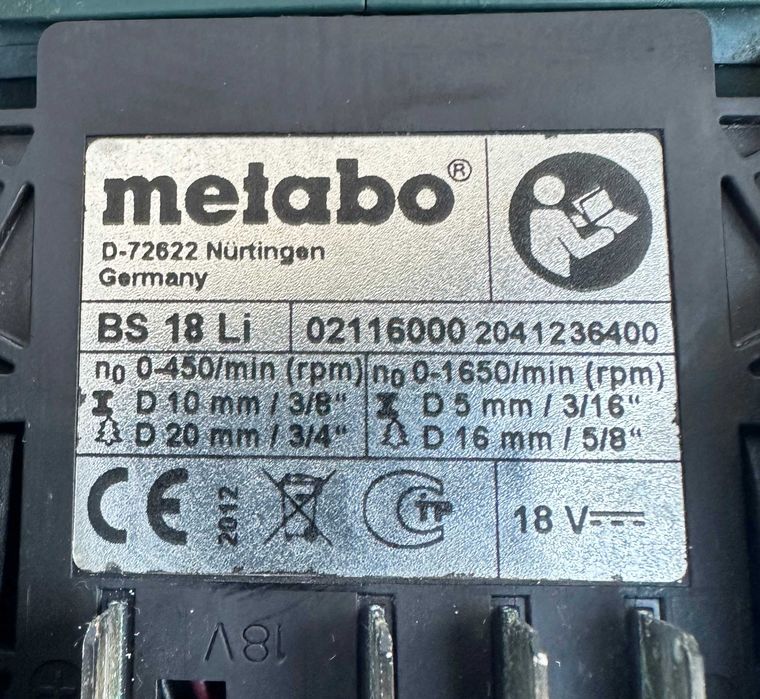 metabo®
D-72622 Nürtingen
Germany
BS 18 Li 02116000 2041236400
n₀ 0-450/min (rpm) n₀ 0-1650/min (rpm)
D 10 mm / 3/8“ D 5 mm / 3/16“
D 20 mm / 3/4“ D 16 mm / 5/8“
CE 2012 CTP 18 V
18V